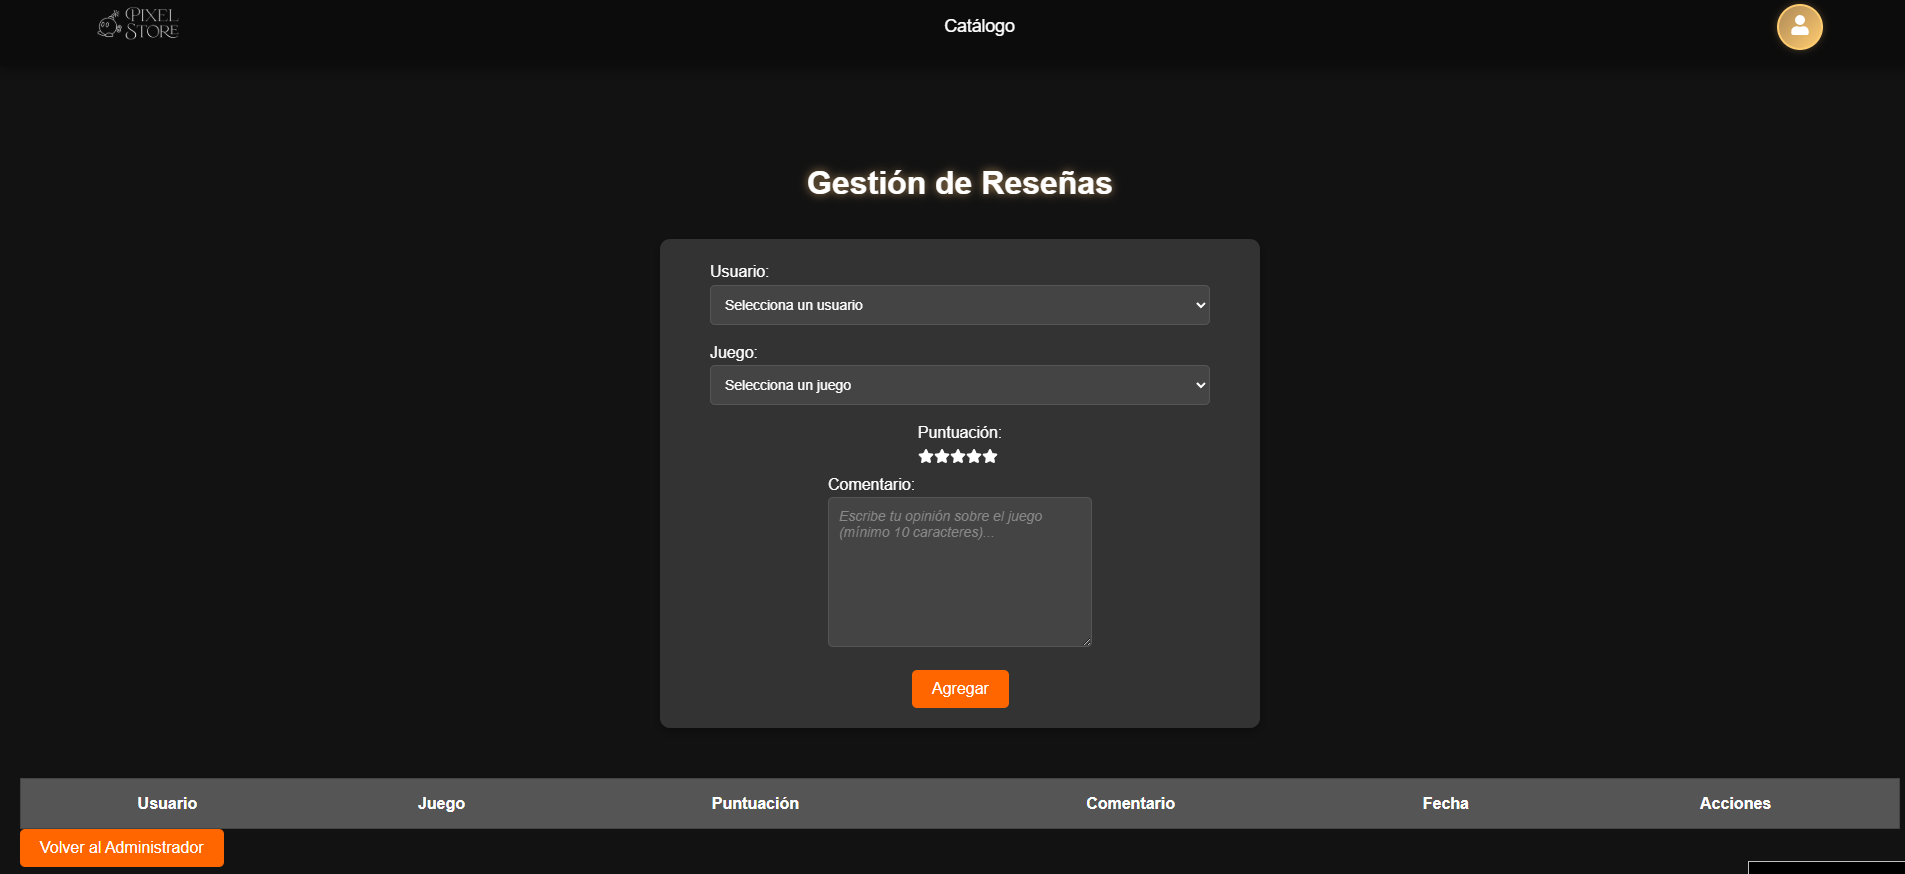 PIXEL
STORE
Catálogo
Gestión de Reseñas
Usuario:
Selecciona un usuario
Juego:
Selecciona un juego
Puntuación:
Comentario:
Escribe tu opinión sobre el juego
(mínimo 10 caracteres)...
Agregar
Usuario Juego Puntuación Comentario Fecha Acciones
Volver al Administrador